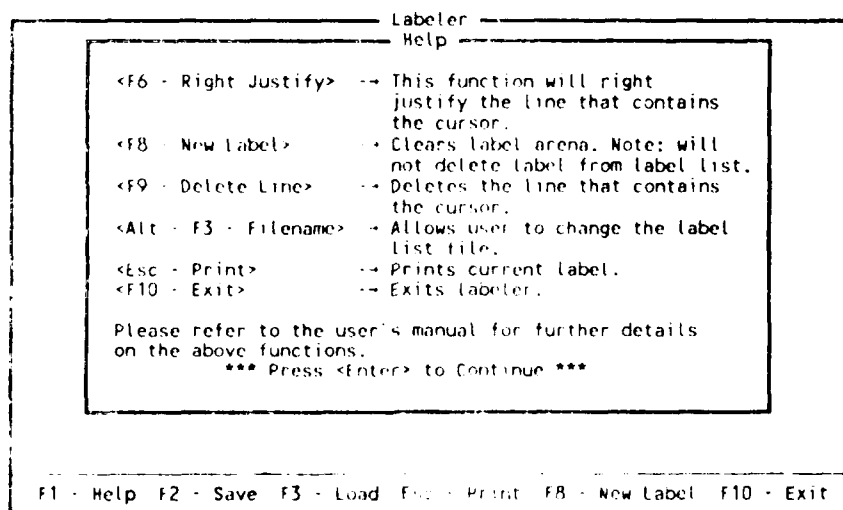 Labeler
Help
<F6 - Right Justify> --→ This function will right
justify the line that contains
the cursor.
<F8 - New Label> --→ Clears label arena. Note: will
not delete label from label list.
<F9 - Delete Line> --→ Deletes the line that contains
the cursor.
<Alt - F3 - Filename> --→ Allows user to change the label
list file.
<Esc - Print> --→ Prints current label.
<F10 - Exit> --→ Exits labeler.
Please refer to the user's manual for further details
on the above functions.
*** Press <Enter> to Continue ***
F1 - Help F2 - Save F3 - Load Esc - Print F8 - New Label F10 - Exit